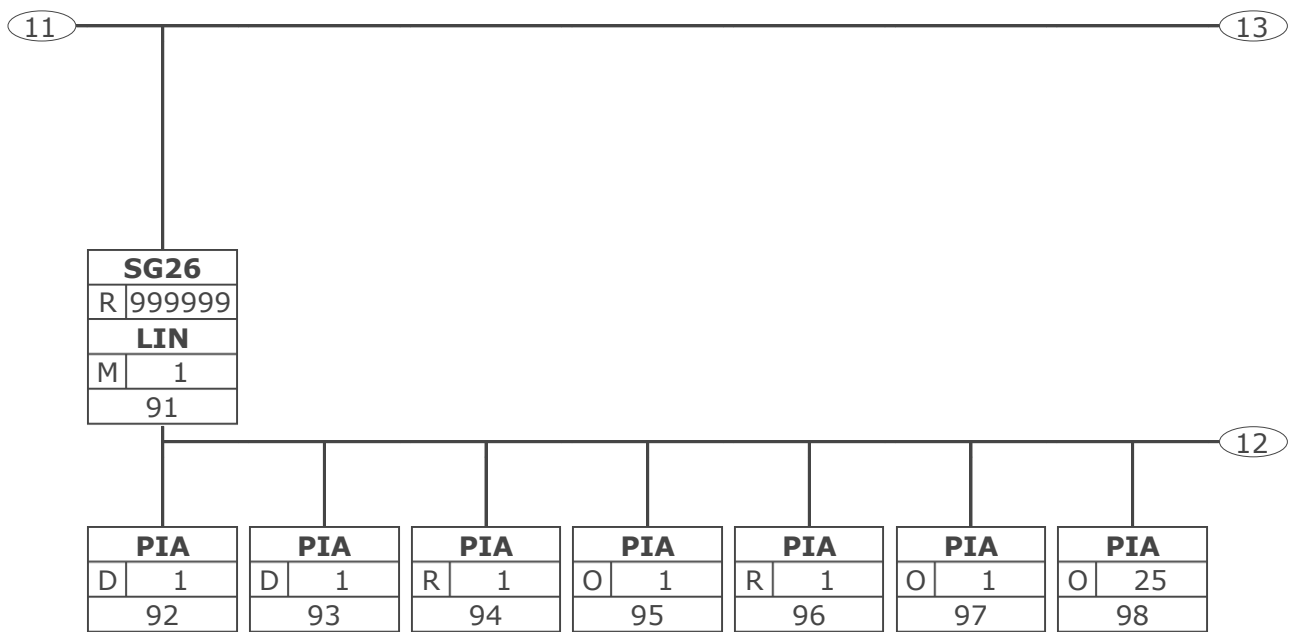 11 13
SG26
R 999999
LIN
M 1
91
12
PIA PIA PIA PIA PIA PIA PIA
D 1 D 1 R 1 O 1 R 1 O 1 O 25
92 93 94 95 96 97 98